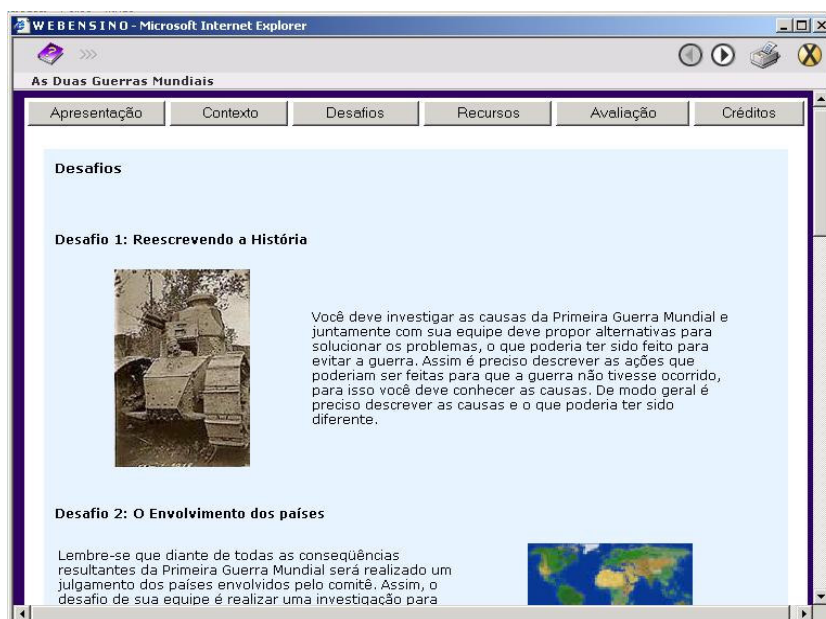 WEBENSINO - Microsoft Internet Explorer
As Duas Guerras Mundiais
Apresentação Contexto Desafios Recursos Avaliação Créditos
Desafios
Desafio 1: Reescrevendo a História
Você deve investigar as causas da Primeira Guerra Mundial e
juntamente com sua equipe deve propor alternativas para
solucionar os problemas, o que poderia ter sido feito para
evitar a guerra. Assim é preciso descrever as ações que
poderiam ser feitas para que a guerra não tivesse ocorrido,
para isso você deve conhecer as causas. De modo geral é
preciso descrever as causas e o que poderia ter sido
diferente.
Desafio 2: O Envolvimento dos países
Lembre-se que diante de todas as conseqüências
resultantes da Primeira Guerra Mundial será realizado um
julgamento dos países envolvidos pelo comitê. Assim, o
desafio de sua equipe é realizar uma investigação para